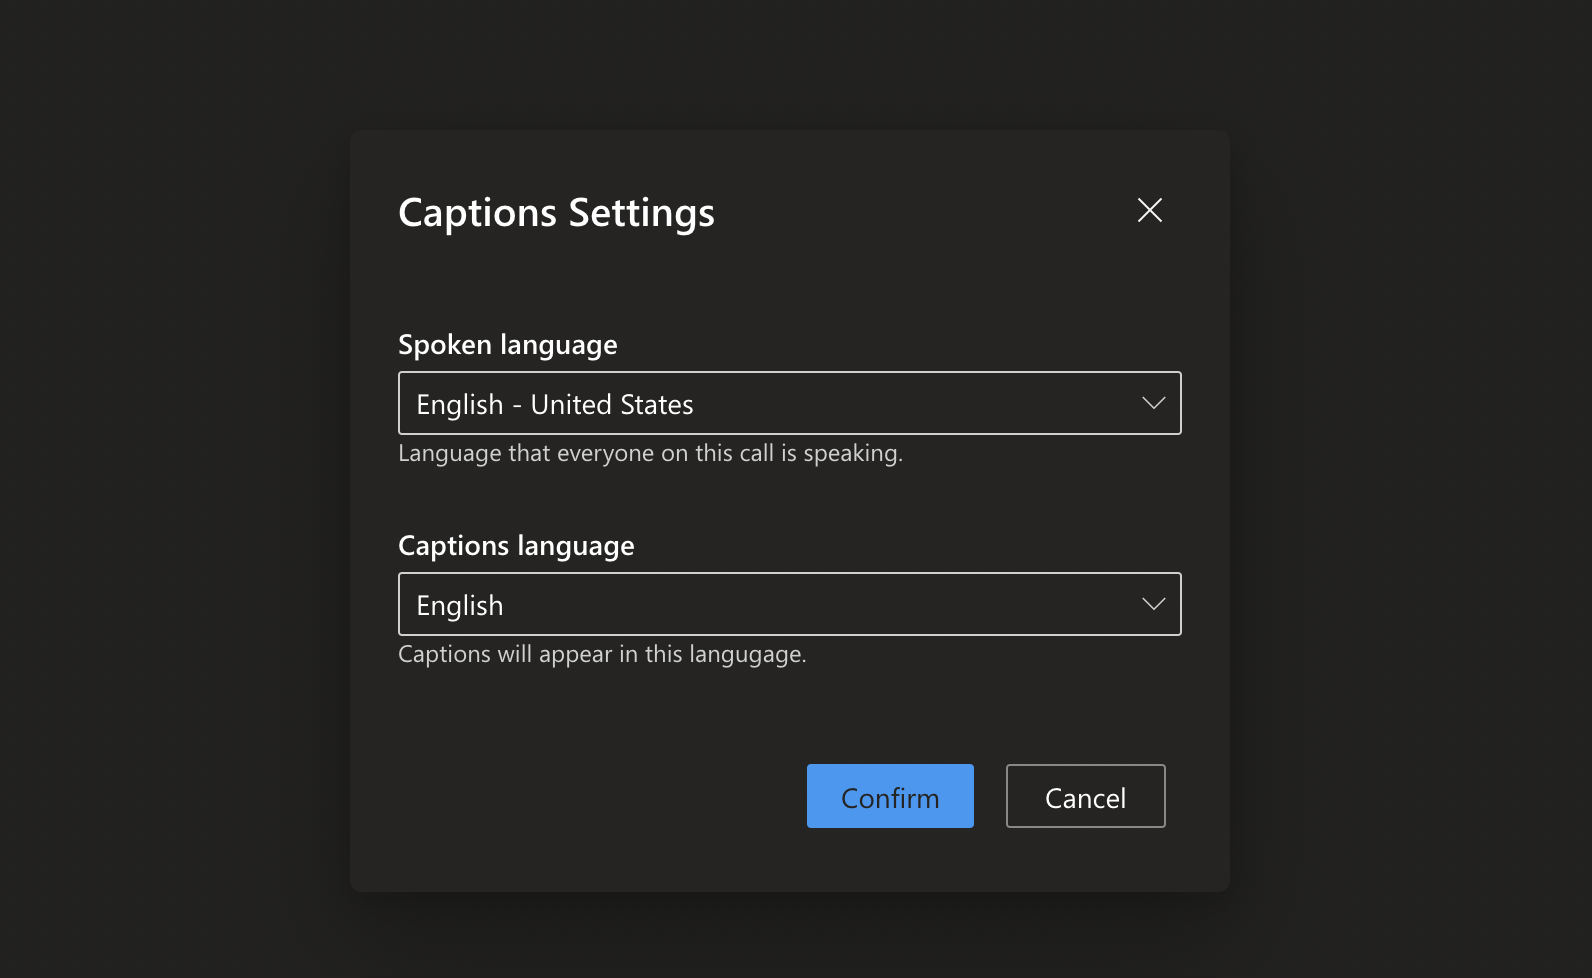 Captions Settings
Spoken language
English - United States
Language that everyone on this call is speaking.
Captions language
English
Captions will appear in this langugage.
Confirm
Cancel